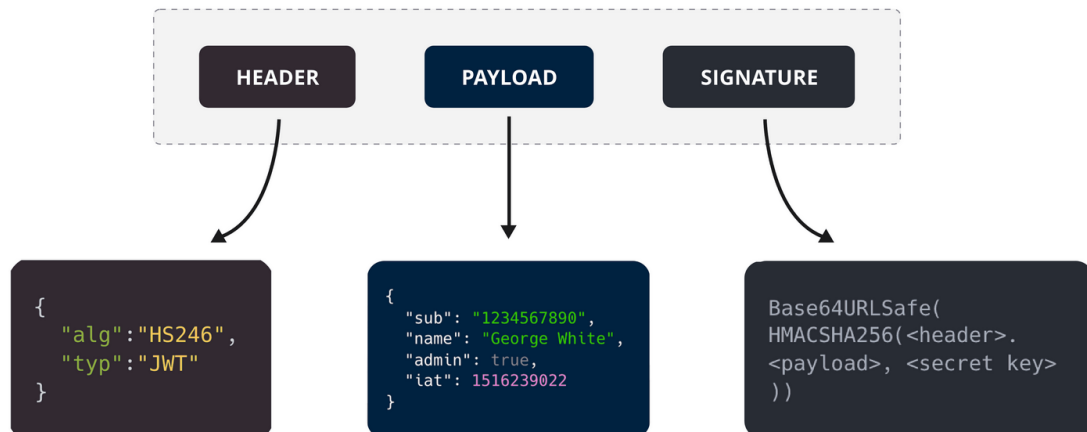 HEADER
PAYLOAD
SIGNATURE
{
"alg":"HS246",
"typ":"JWT"
}
{
"sub": "1234567890",
"name": "George White",
"admin": true,
"iat": 1516239022
}
Base64URLSafe(
HMACSHA256(<header>.
<payload>, <secret key>
))